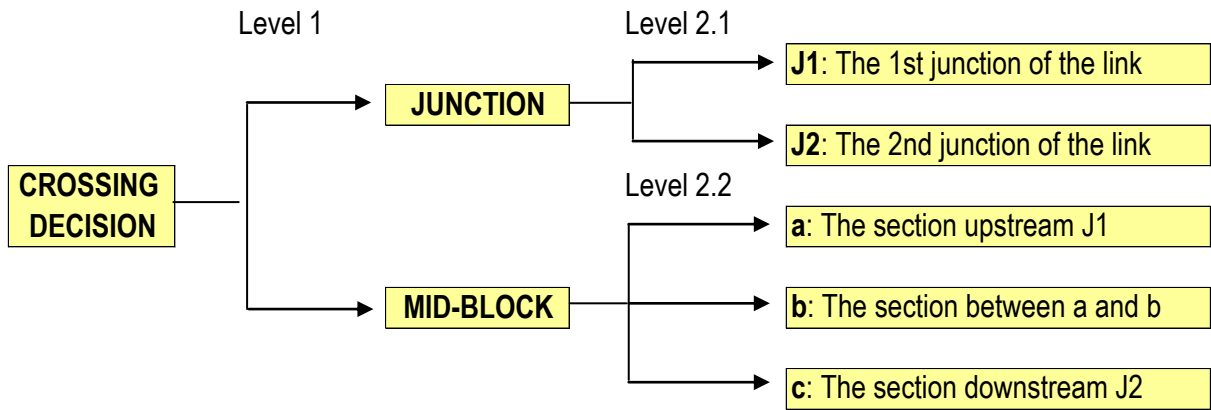 Level 1
Level 2.1
J1: The 1st junction of the link
JUNCTION
J2: The 2nd junction of the link
CROSSING
DECISION
Level 2.2
a: The section upstream J1
MID-BLOCK
b: The section between a and b
c: The section downstream J2